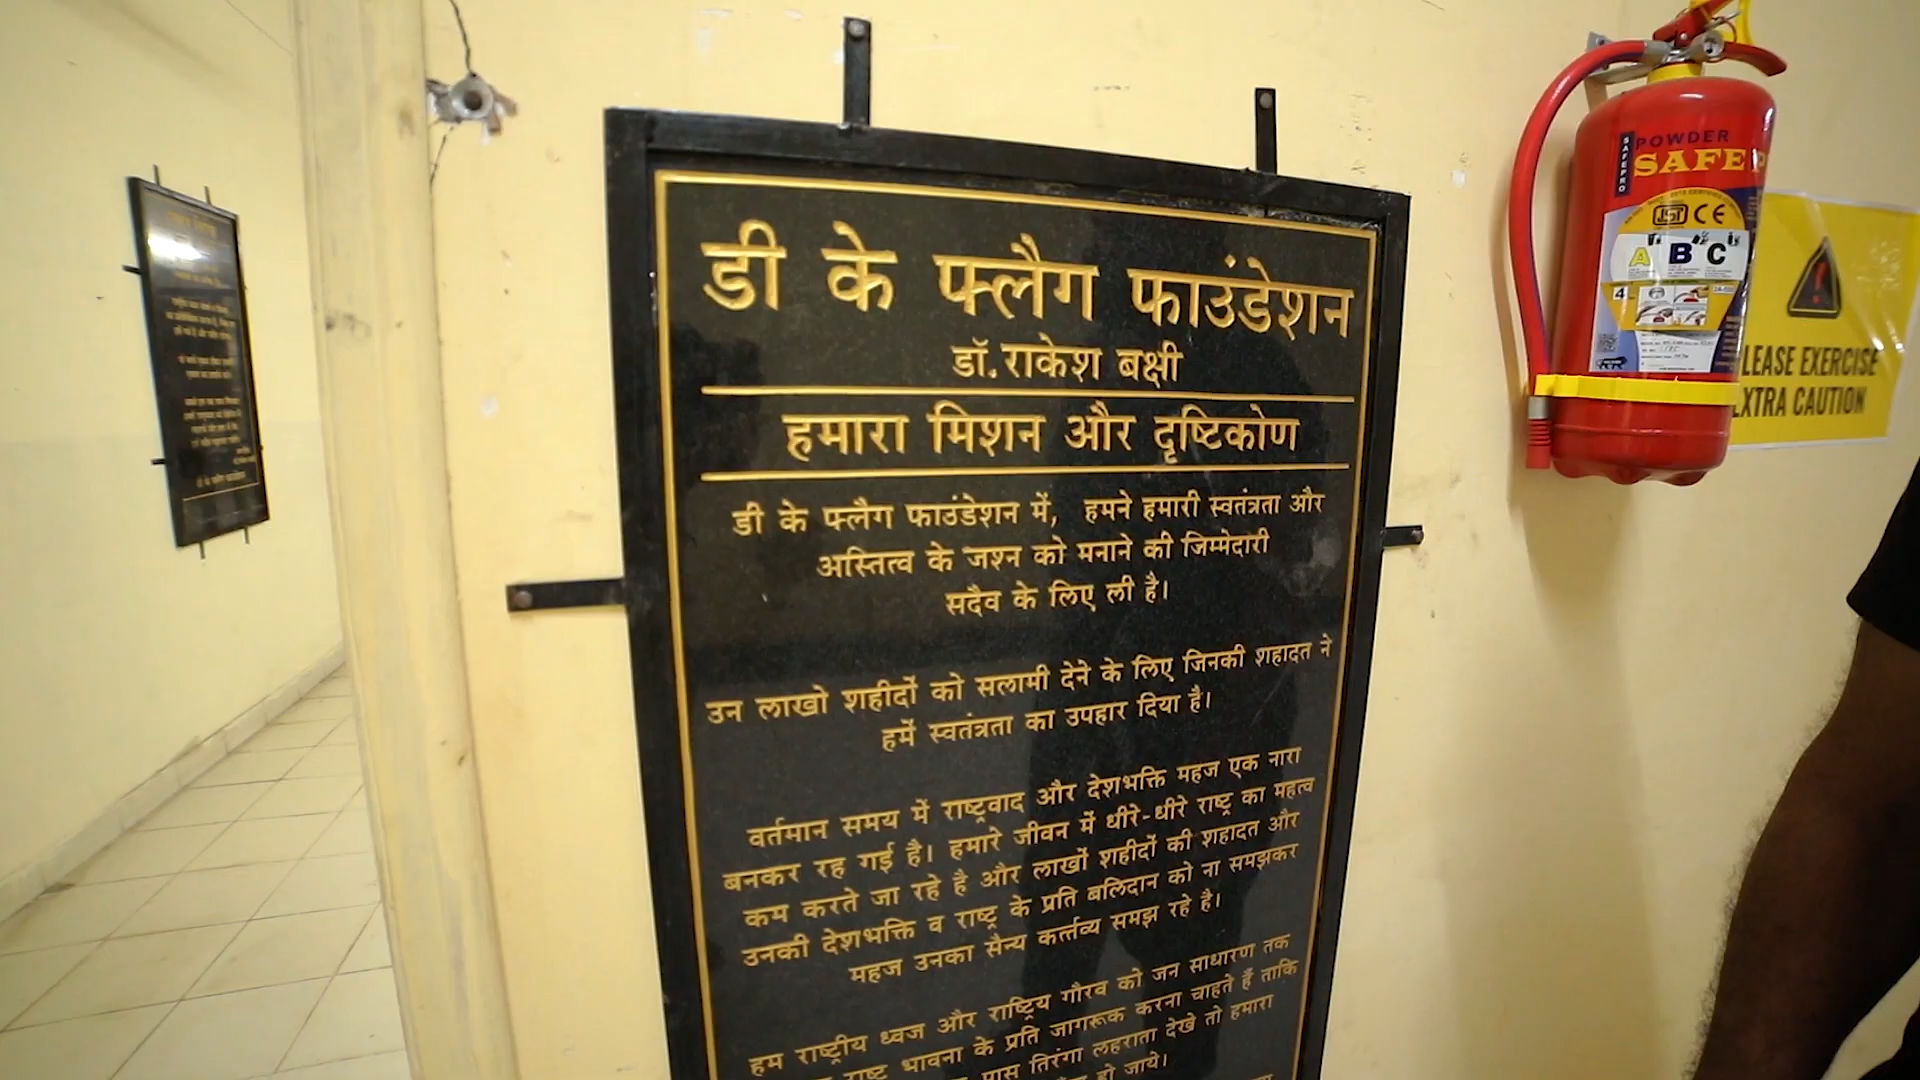 डी के फ्लैग फाउंडेशन
डॉ.राकेश बक्षी
हमारा मिशन और दृष्टिकोण
डी के फ्लैग फाउंडेशन में, हमने हमारी स्वतंत्रता और
अस्तित्व के जश्न को मनाने की जिम्मेदारी
सदैव के लिए ली है।
उन लाखो शहीदों को सलामी देने के लिए जिनकी शहादत ने
हमें स्वतंत्रता का उपहार दिया है।
वर्तमान समय में राष्ट्रवाद और देशभक्ति महज एक नारा
बनकर रह गई है। हमारे जीवन में धीरे-धीरे राष्ट्र का महत्व
कम करते जा रहे है और लाखों शहीदों की शहादत और
उनकी देशभक्ति व राष्ट्र के प्रति बलिदान को ना समझकर
महज उनका सैन्य कर्त्तव्य समझ रहे है।
हम राष्ट्रीय ध्वज और राष्ट्रिय गौरव को जन साधारण तक
राष्ट्र भावना के प्रति जागरूक करना चाहते हैं ताकि
पास तिरंगा लहराता देखे तो हमारा
हो जाये।
POWDER
SAFE
SAFEPRO
ISI CE
A B C
LEASE EXERCISE
EXTRA CAUTION